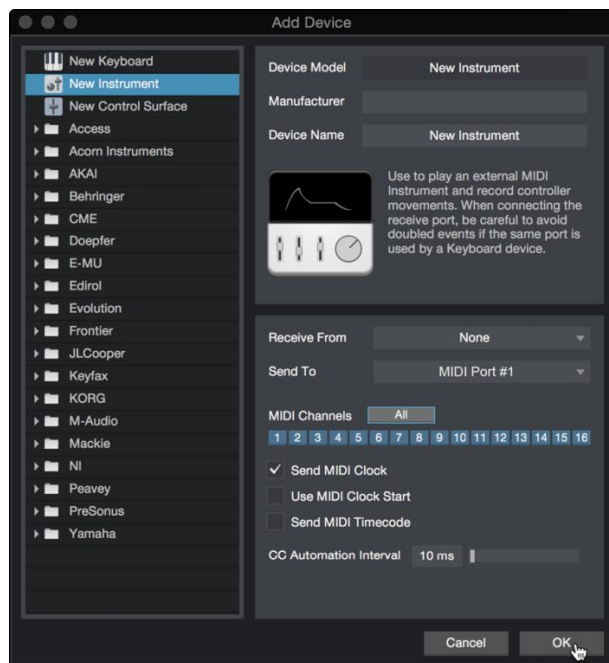 Add Device
New Keyboard
New Instrument
New Control Surface
Access
Acorn Instruments
AKAI
Behringer
CME
Doepfer
E-MU
Edirol
Evolution
Frontier
JLCooper
Keyfax
KORG
M-Audio
Mackie
NI
Peavey
PreSonus
Yamaha
Device Model New Instrument
Manufacturer
Device Name New Instrument
Use to play an external MIDI
Instrument and record controller
movements. When connecting the
receive port, be careful to avoid
doubled events if the same port is
used by a Keyboard device.
Receive From None
Send To MIDI Port #1
MIDI Channels All
1 2 3 4 5 6 7 8 9 10 11 12 13 14 15 16
Send MIDI Clock
Use MIDI Clock Start
Send MIDI Timecode
CC Automation Interval 10 ms
Cancel OK